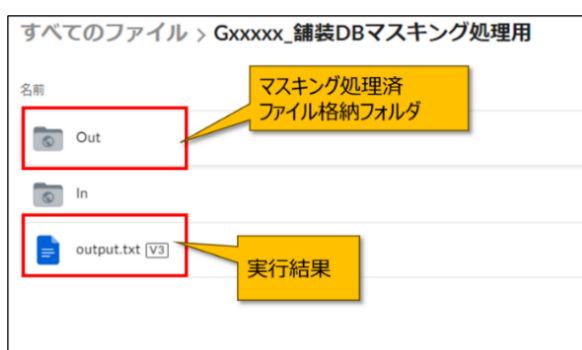 すべてのファイル > Gxxxxx_舗装DBマスキング処理用
名前
マスキング処理済
ファイル格納フォルダ
Out
In
output.txt V3
実行結果